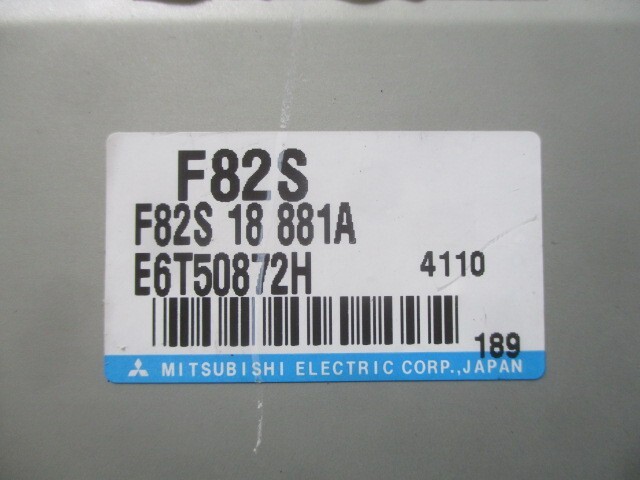 F82S
F82S 18 881A
E6T50872H 4110
189
MITSUBISHI ELECTRIC CORP.,JAPAN